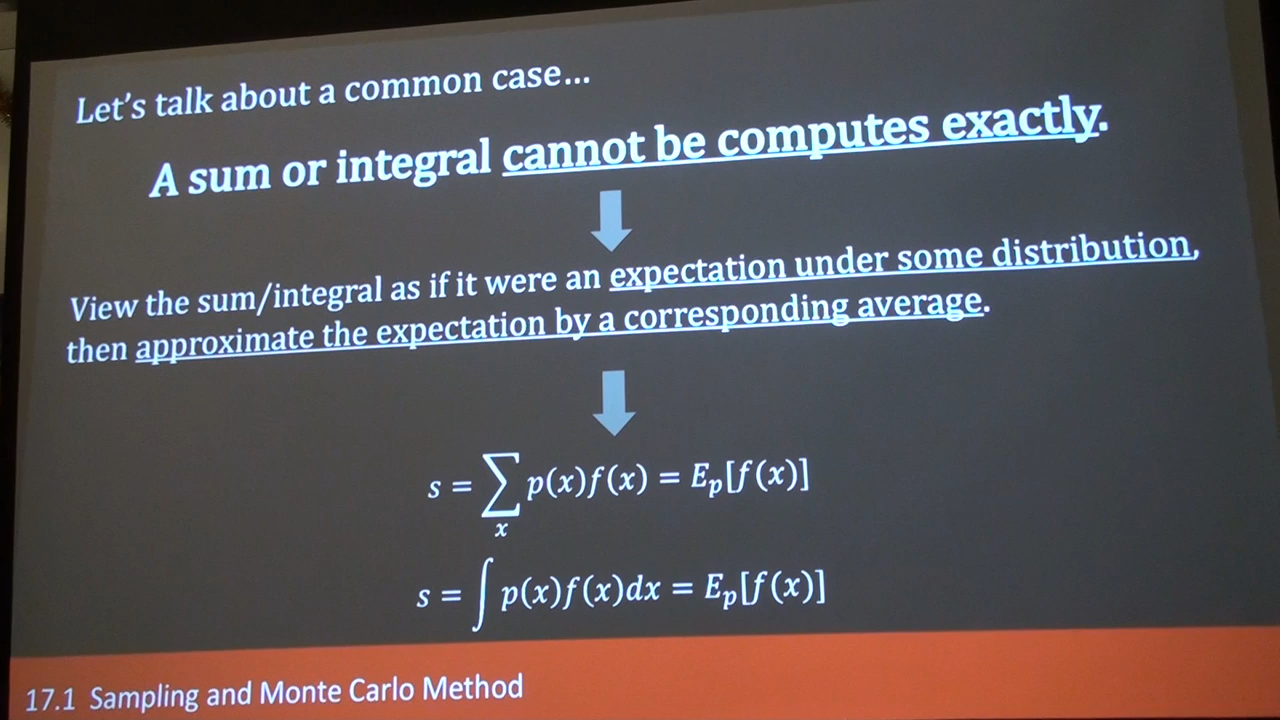 Let's talk about a common case...
A sum or integral cannot be computes exactly.
View the sum/integral as if it were an expectation under some distribution,
then approximate the expectation by a corresponding average.
s = ∑ p(x)f(x) = Eₚ[f(x)]
x
s = ∫ p(x)f(x)dx = Eₚ[f(x)]
17.1 Sampling and Monte Carlo Method